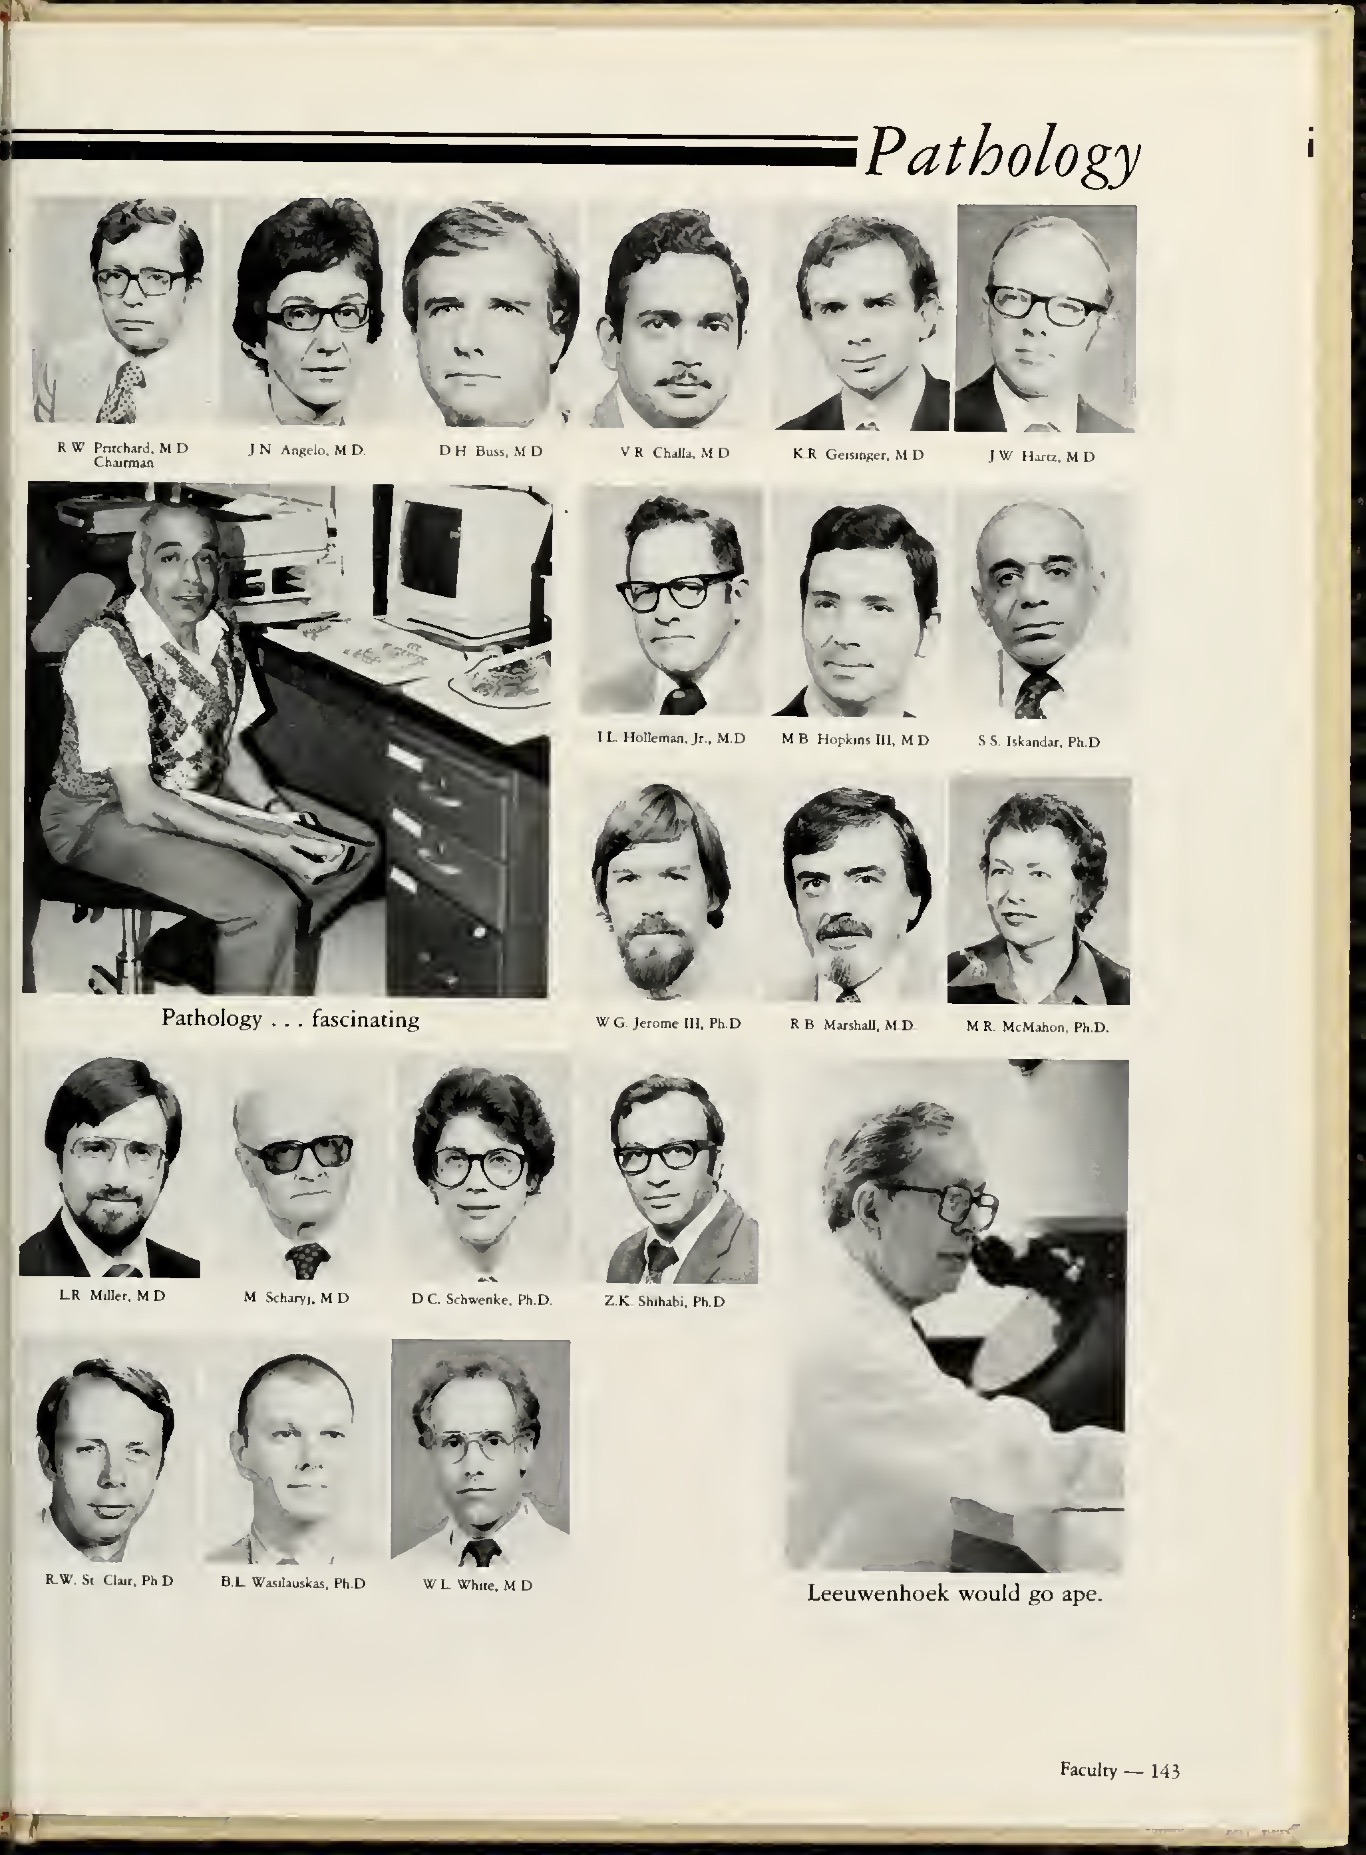 Pathology
R W Pritchard, M D
Chairman
J N Angelo, M D.
D H Buss, M D
V R Challa, M D
K R Geisinger, M D
J W Hartz, M D
I L. Holleman, Jr., M.D
M B Hopkins III, M D
S S. Iskandar, Ph.D
Pathology . . . fascinating
W G. Jerome III, Ph.D
R B Marshall, M D
M R. McMahon, Ph.D.
L.R Miller, M D
M Scharyj, M D
D C. Schwenke, Ph.D.
Z.K. Shihabi, Ph.D
R.W. St Clair, Ph D
B.L Wasilauskas, Ph.D
W L White, M D
Leeuwenhoek would go ape.
Faculty — 143